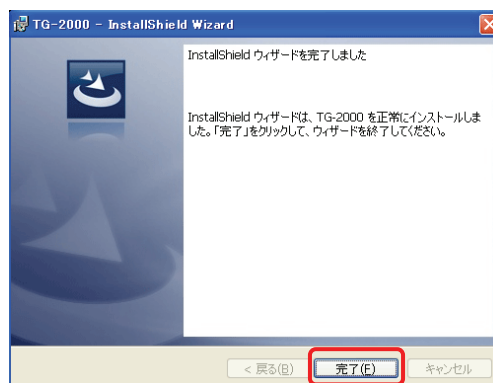 TG-2000 - InstallShield Wizard
InstallShield ウィザードを完了しました
InstallShield ウィザードは、TG-2000 を正常にインストールしま
した。「完了」をクリックして、ウィザードを終了してください。
< 戻る(B) 完了(F) キャンセル